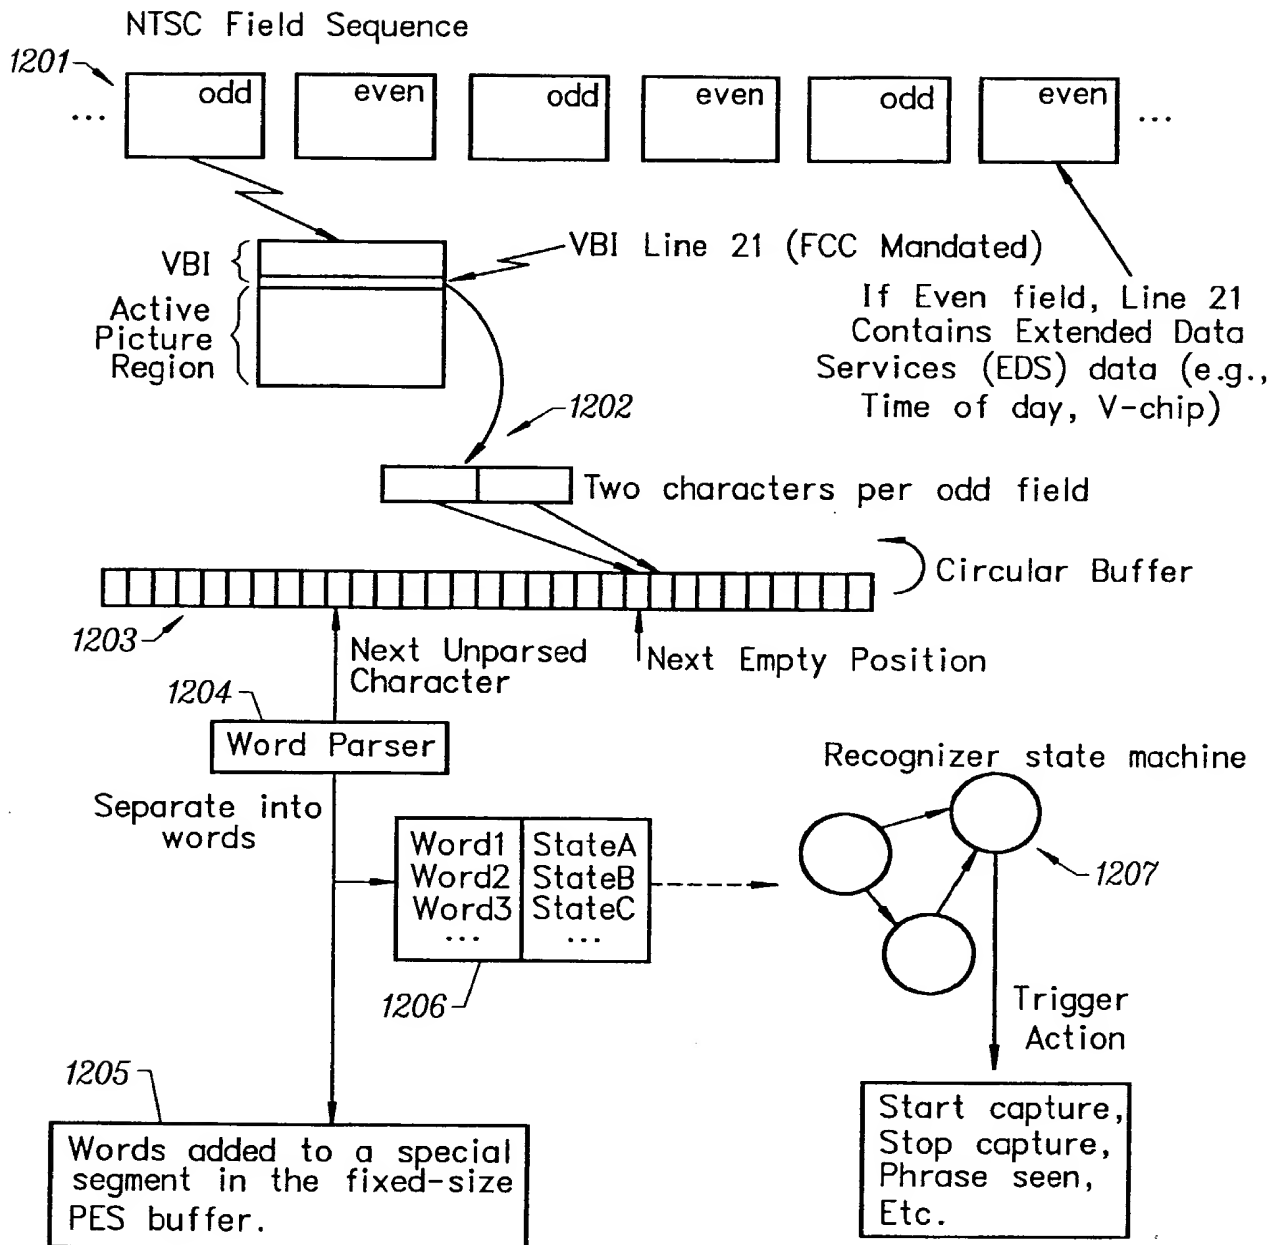 NTSC Field Sequence
1201
... odd even odd even odd even ...
VBI
VBI Line 21 (FCC Mandated)
Active
Picture
Region
If Even field, Line 21
Contains Extended Data
Services (EDS) data (e.g.,
Time of day, V-chip)
1202
Two characters per odd field
Circular Buffer
1203
Next Unparsed
Character
Next Empty Position
1204
Word Parser
Separate into
words
Word1 StateA
Word2 StateB
Word3 StateC
... ...
1206
Recognizer state machine
1207
Trigger
Action
1205
Words added to a special
segment in the fixed-size
PES buffer.
Start capture,
Stop capture,
Phrase seen,
Etc.